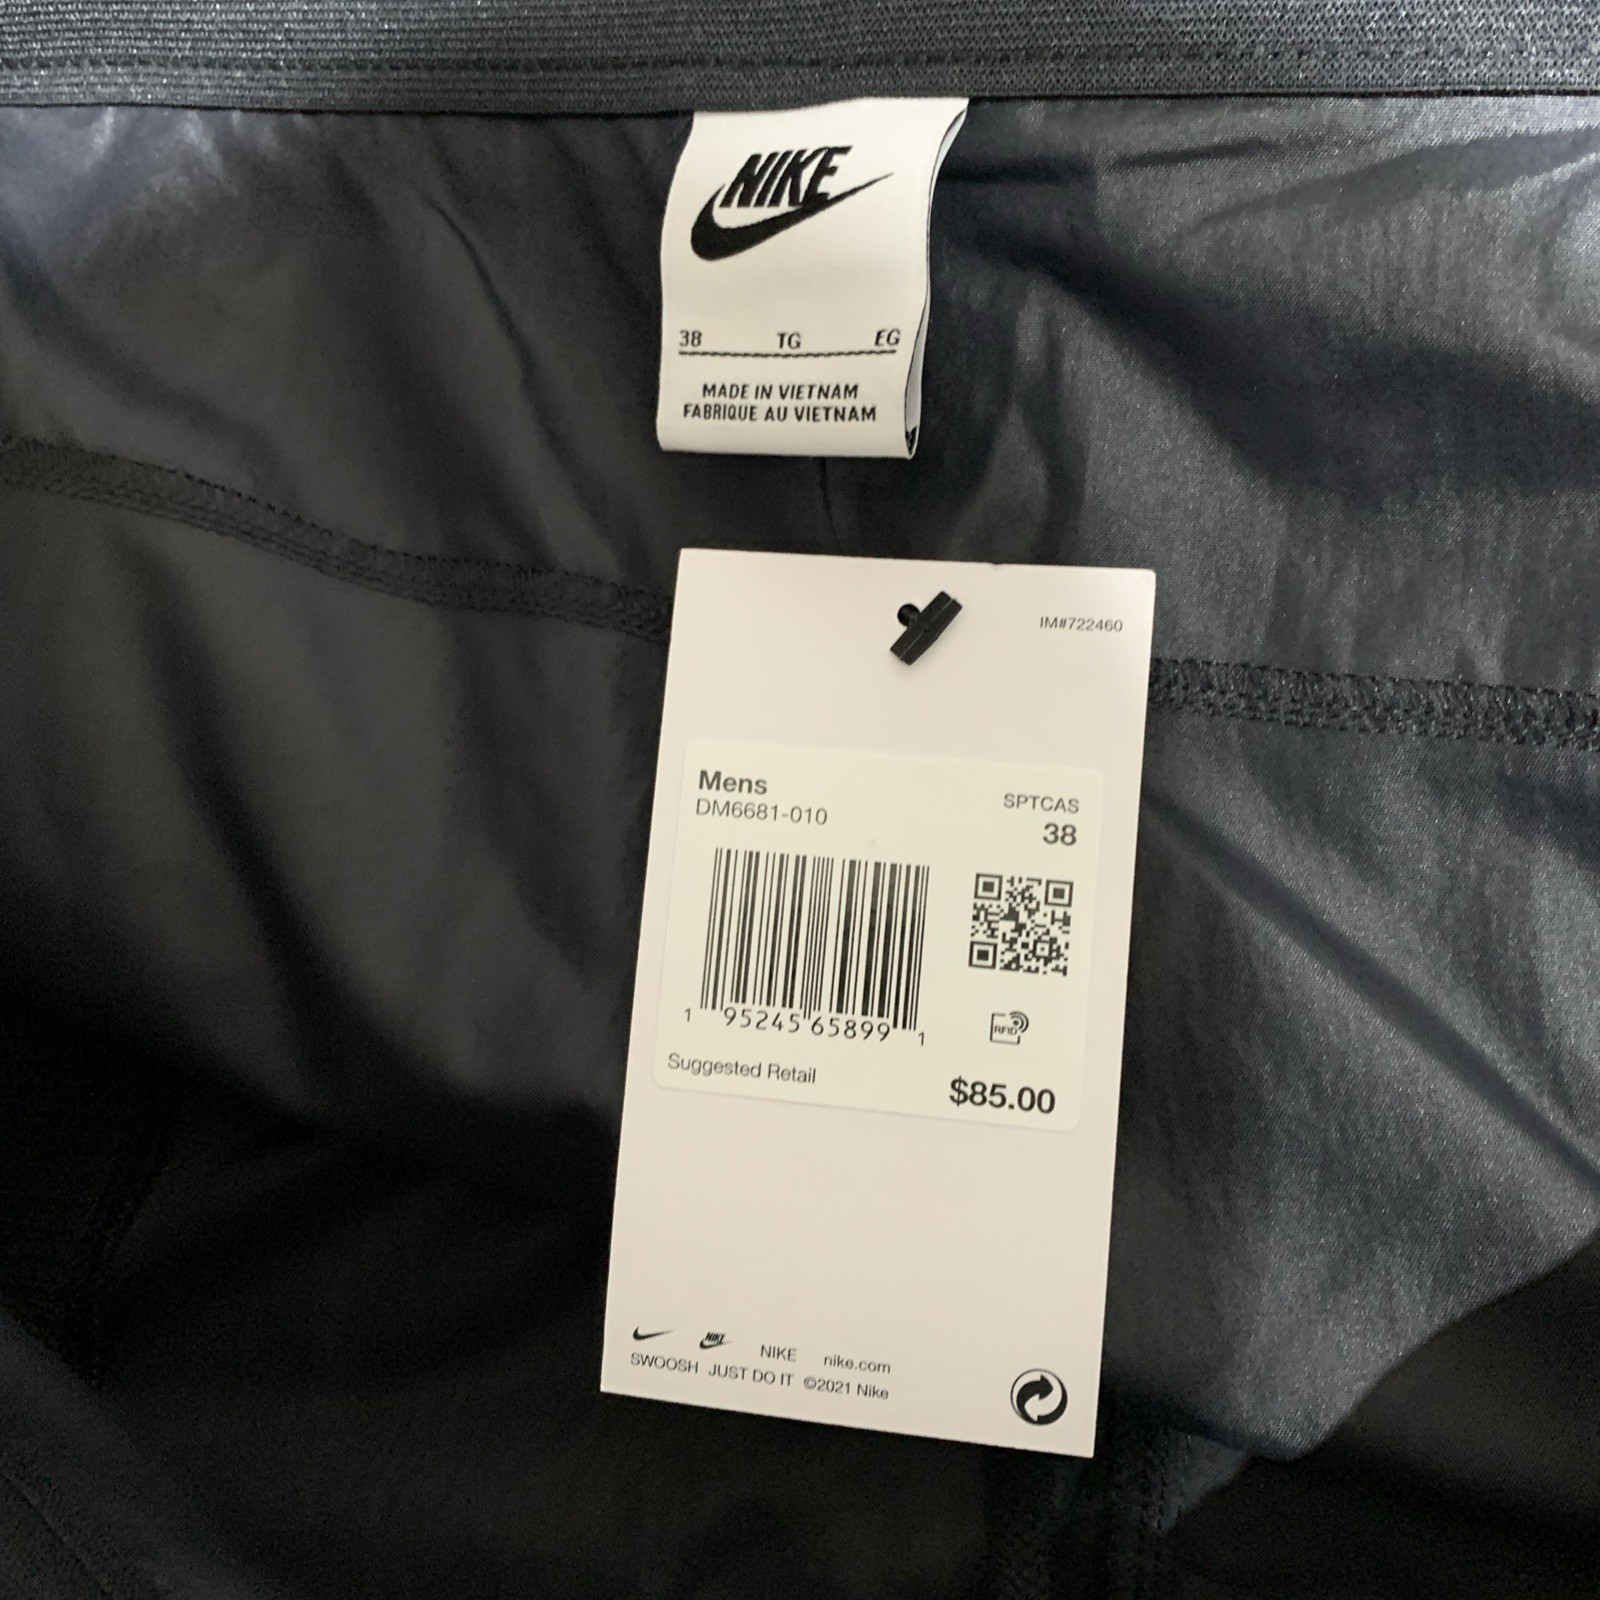 NIKE
38 TG EG
MADE IN VIETNAM
FABRIQUE AU VIETNAM
IM#722460
Mens
DM6681-010
SPTCAS
38
1 95245 65899 1
RFID
Suggested Retail
$85.00
NIKE NIKE nike.com
SWOOSH JUST DO IT ©2021 Nike